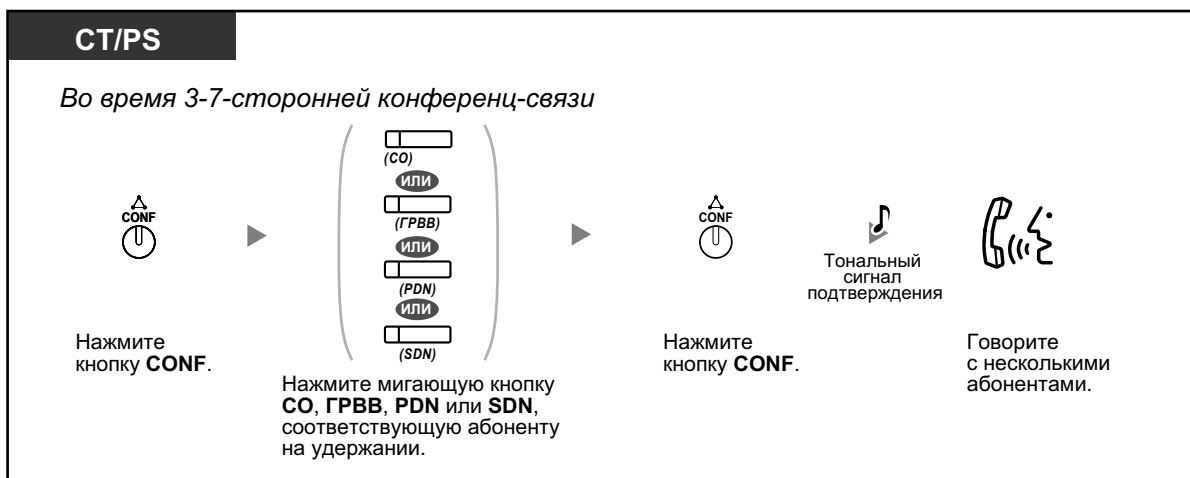 CT/PS
Во время 3-7-сторонней конференц-связи
(CO)
или
(ГРВВ)
или
(PDN)
или
(SDN)
CONF
CONF
Тональный
сигнал
подтверждения
Нажмите
кнопку CONF.
Нажмите мигающую кнопку
CO, ГРВВ, PDN или SDN,
соответствующую абоненту
на удержании.
Нажмите
кнопку CONF.
Говорите
с несколькими
абонентами.